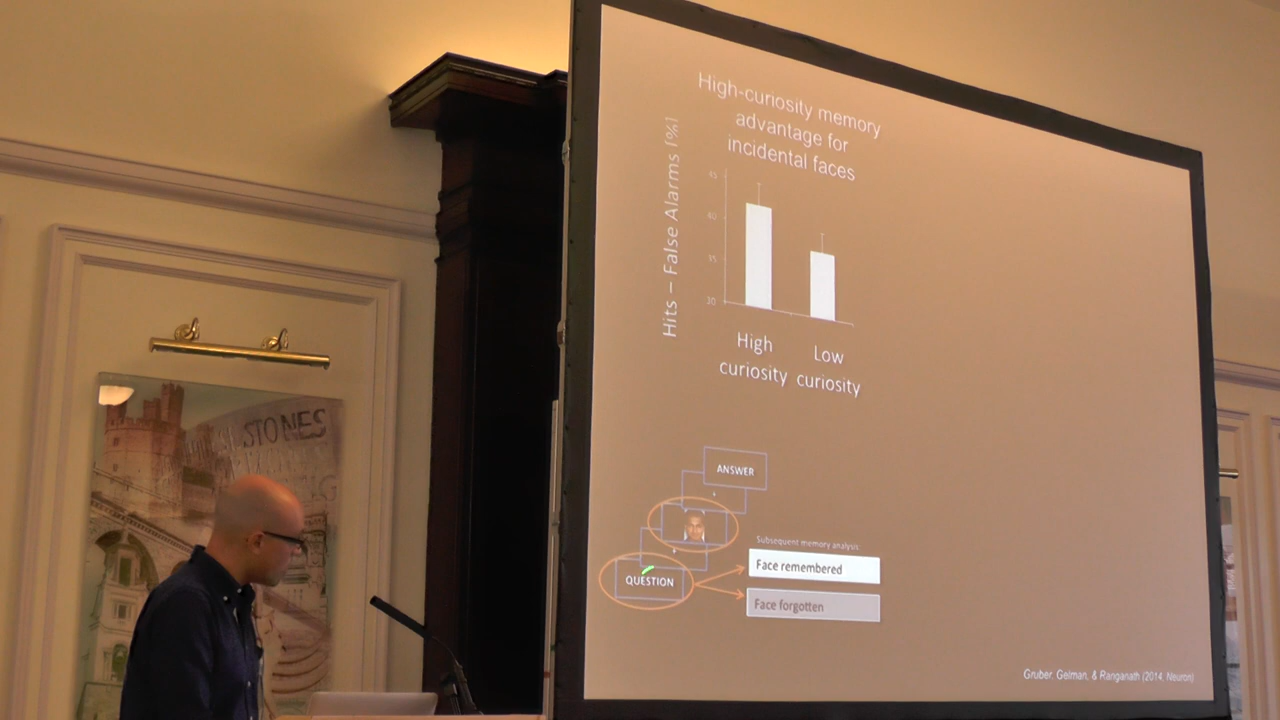 High-curiosity memory
advantage for
incidental faces
Hits – False Alarms (%)
45
40
35
30
High
curiosity
Low
curiosity
ANSWER
QUESTION
Subsequent memory analysis:
Face remembered
Face forgotten
Gruber, Gelman, & Ranganath (2014, Neuron)
STONES